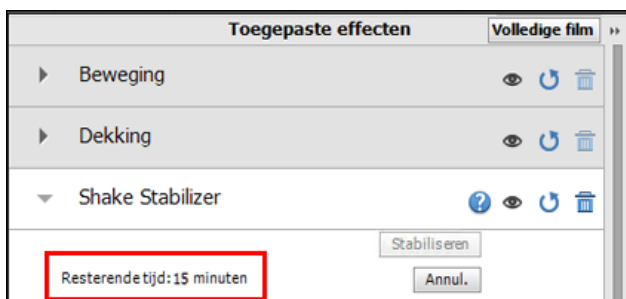 Toegepaste effecten Volledige film
Beweging
Dekking
Shake Stabilizer
Stabiliseren
Resterende tijd: 15 minuten Annul.